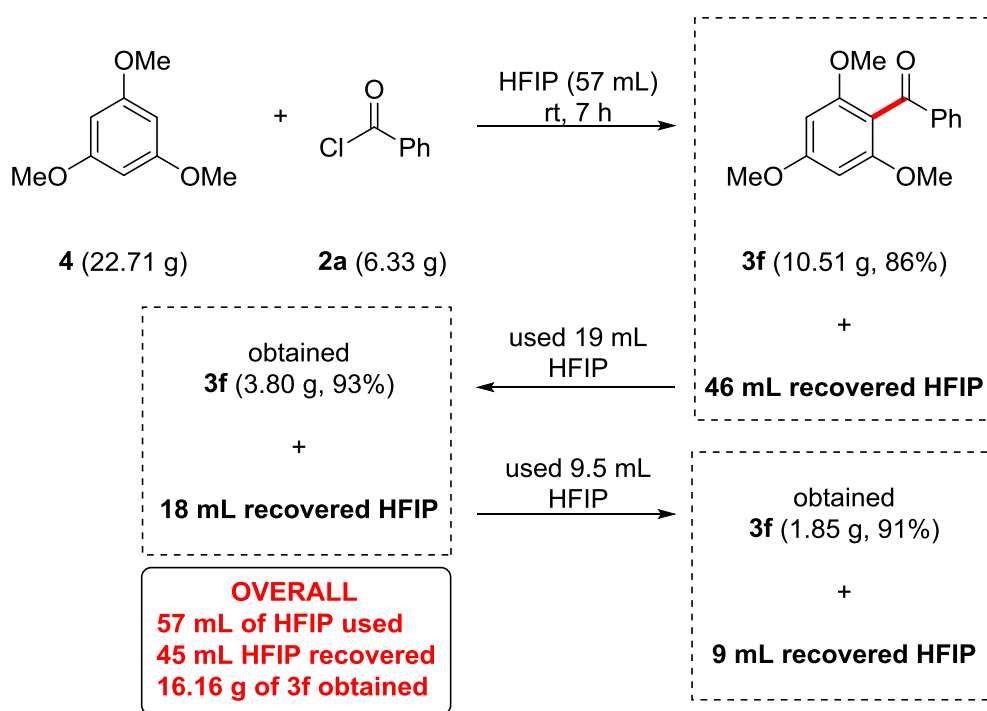 OMe
MeO
OMe
+
O
Cl
Ph
HFIP (57 mL)
rt, 7 h
OMe
O
Ph
MeO
OMe
4 (22.71 g)
2a (6.33 g)
3f (10.51 g, 86%)
+
46 mL recovered HFIP
used 19 mL
HFIP
obtained
3f (3.80 g, 93%)
+
18 mL recovered HFIP
used 9.5 mL
HFIP
obtained
3f (1.85 g, 91%)
+
9 mL recovered HFIP
OVERALL
57 mL of HFIP used
45 mL HFIP recovered
16.16 g of 3f obtained